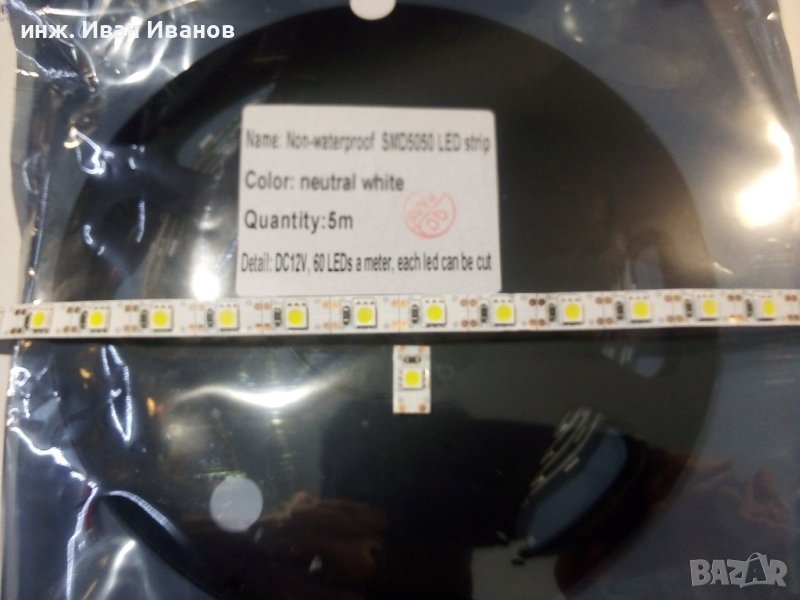 инж. Иван Иванов
Name: Non-waterproof SMD5050 LED strip
Color: neutral white
Quantity:5m
Detail: DC12V, 60 LEDs a meter, each led can be cut
BAZAR